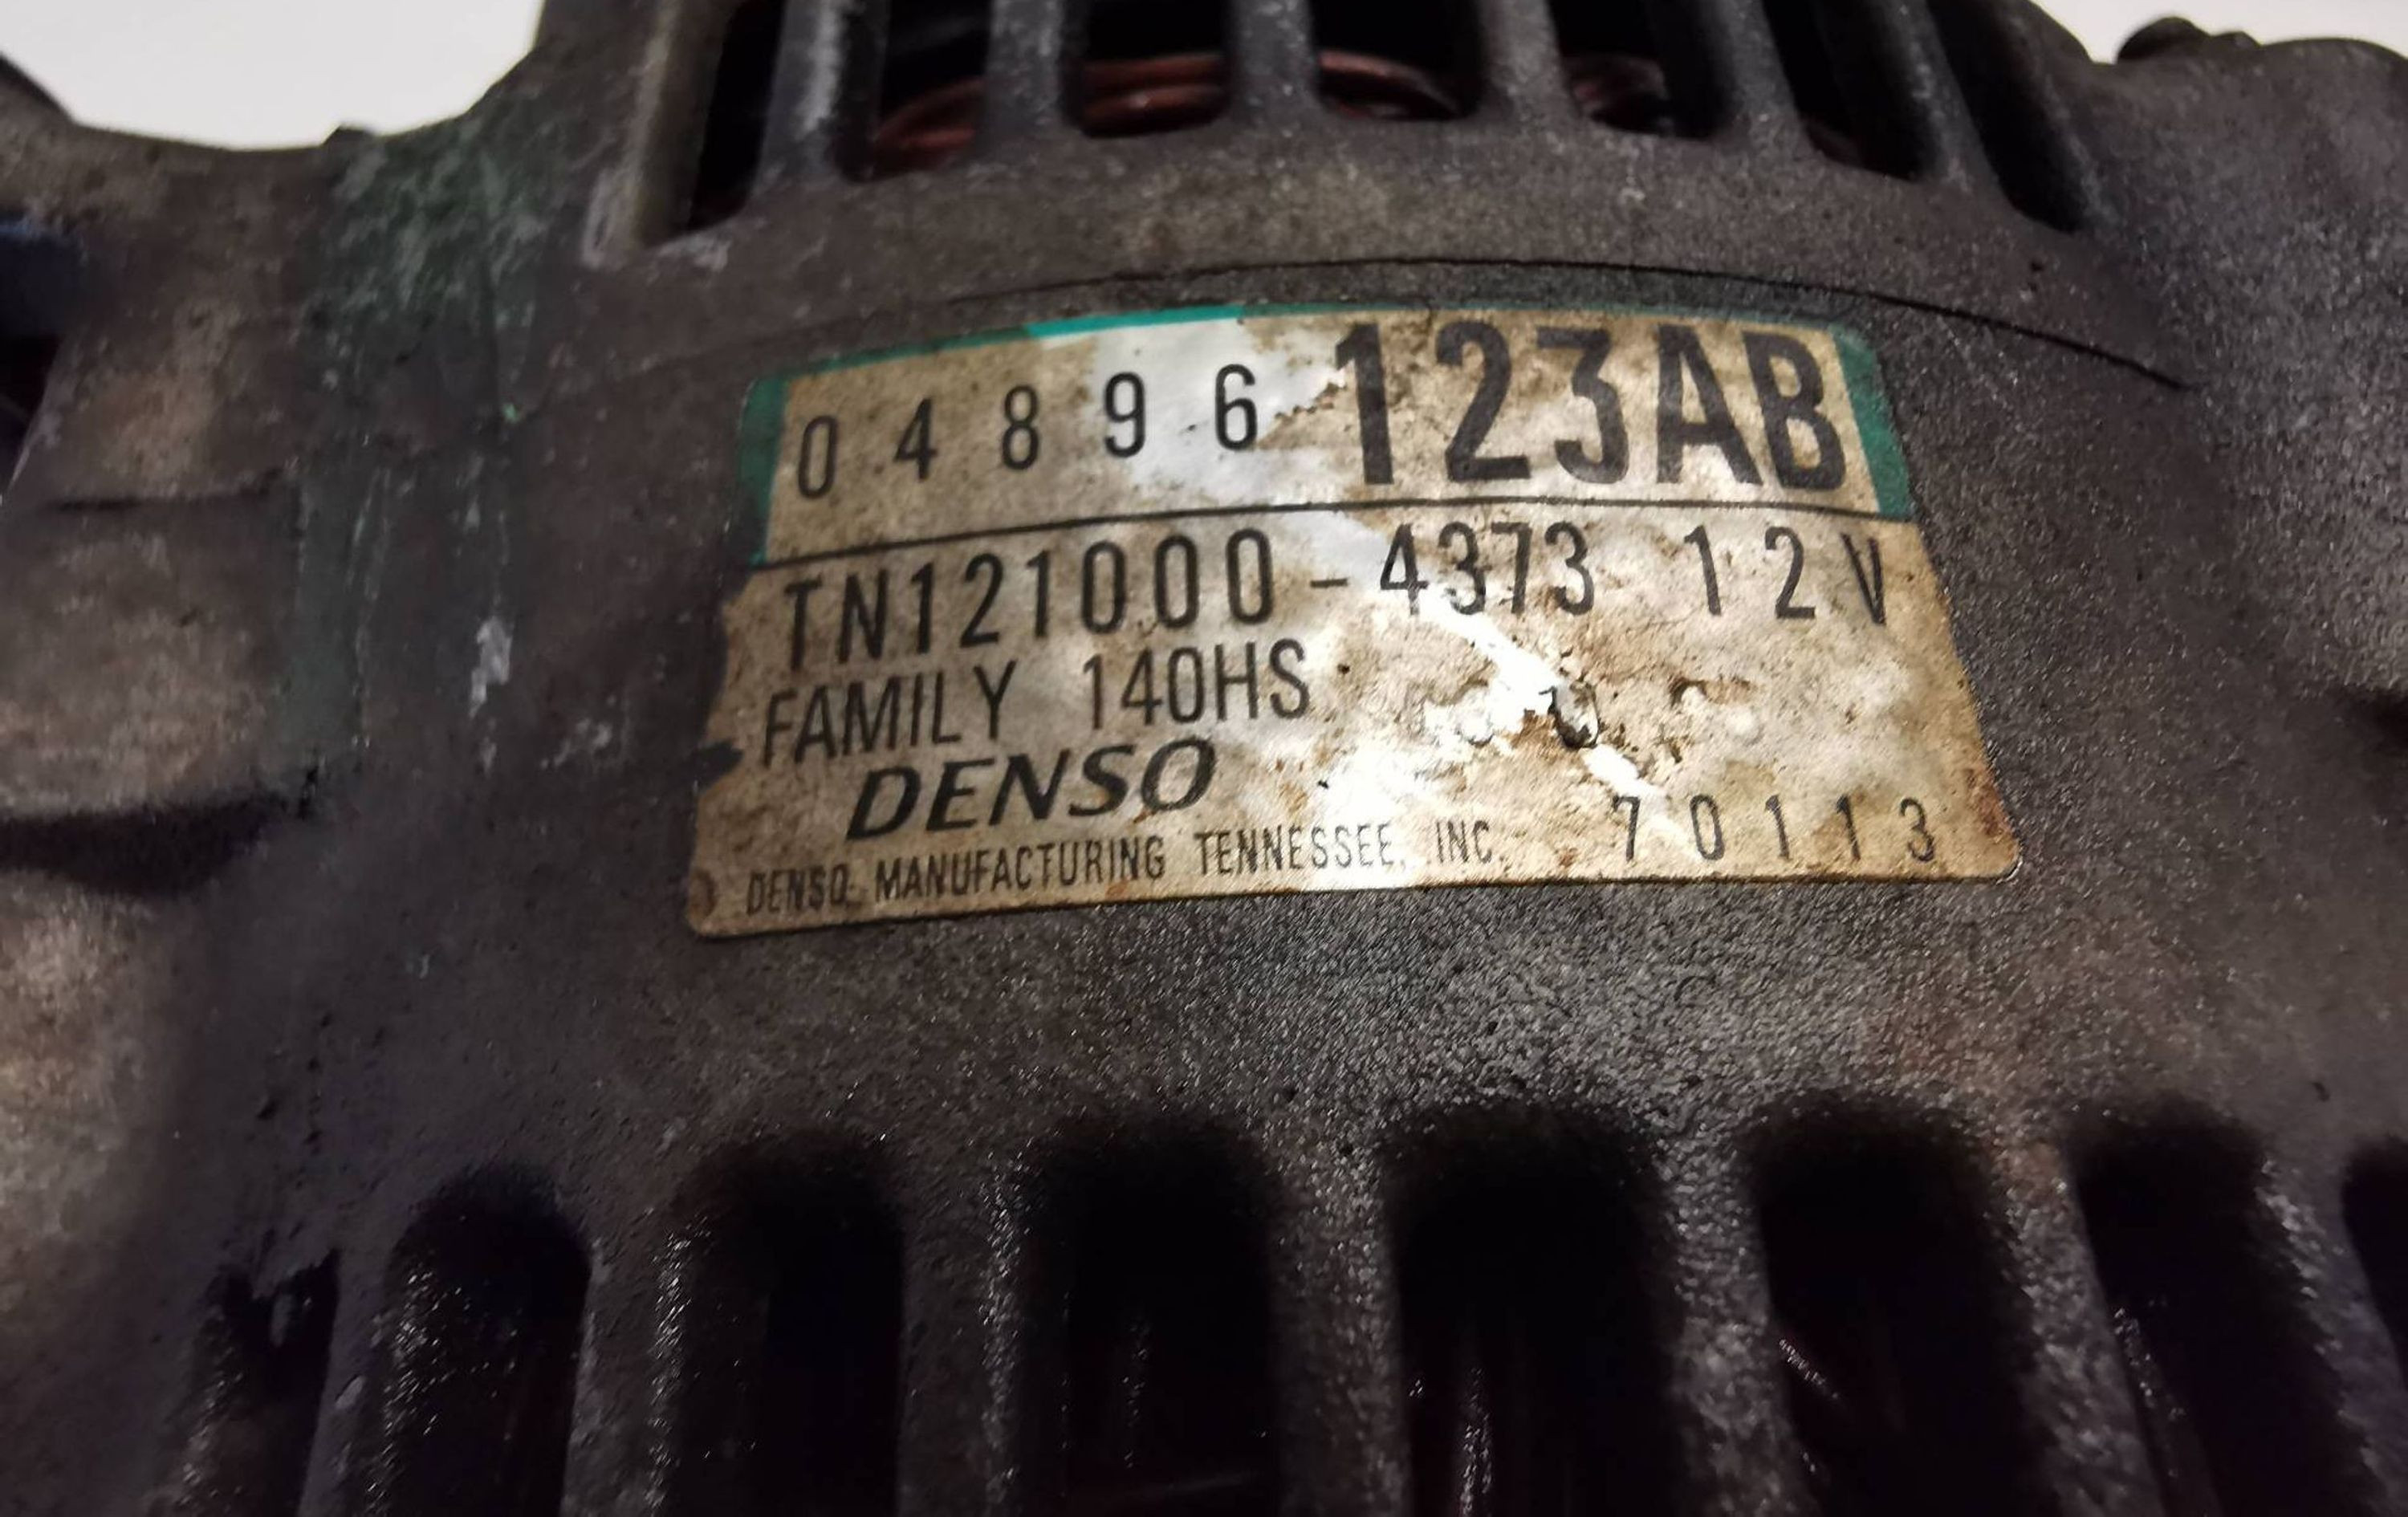 04896123AB
TN121000-4373 12V
FAMILY 140HS
DENSO
DENSO MANUFACTURING TENNESSEE, INC. 70113